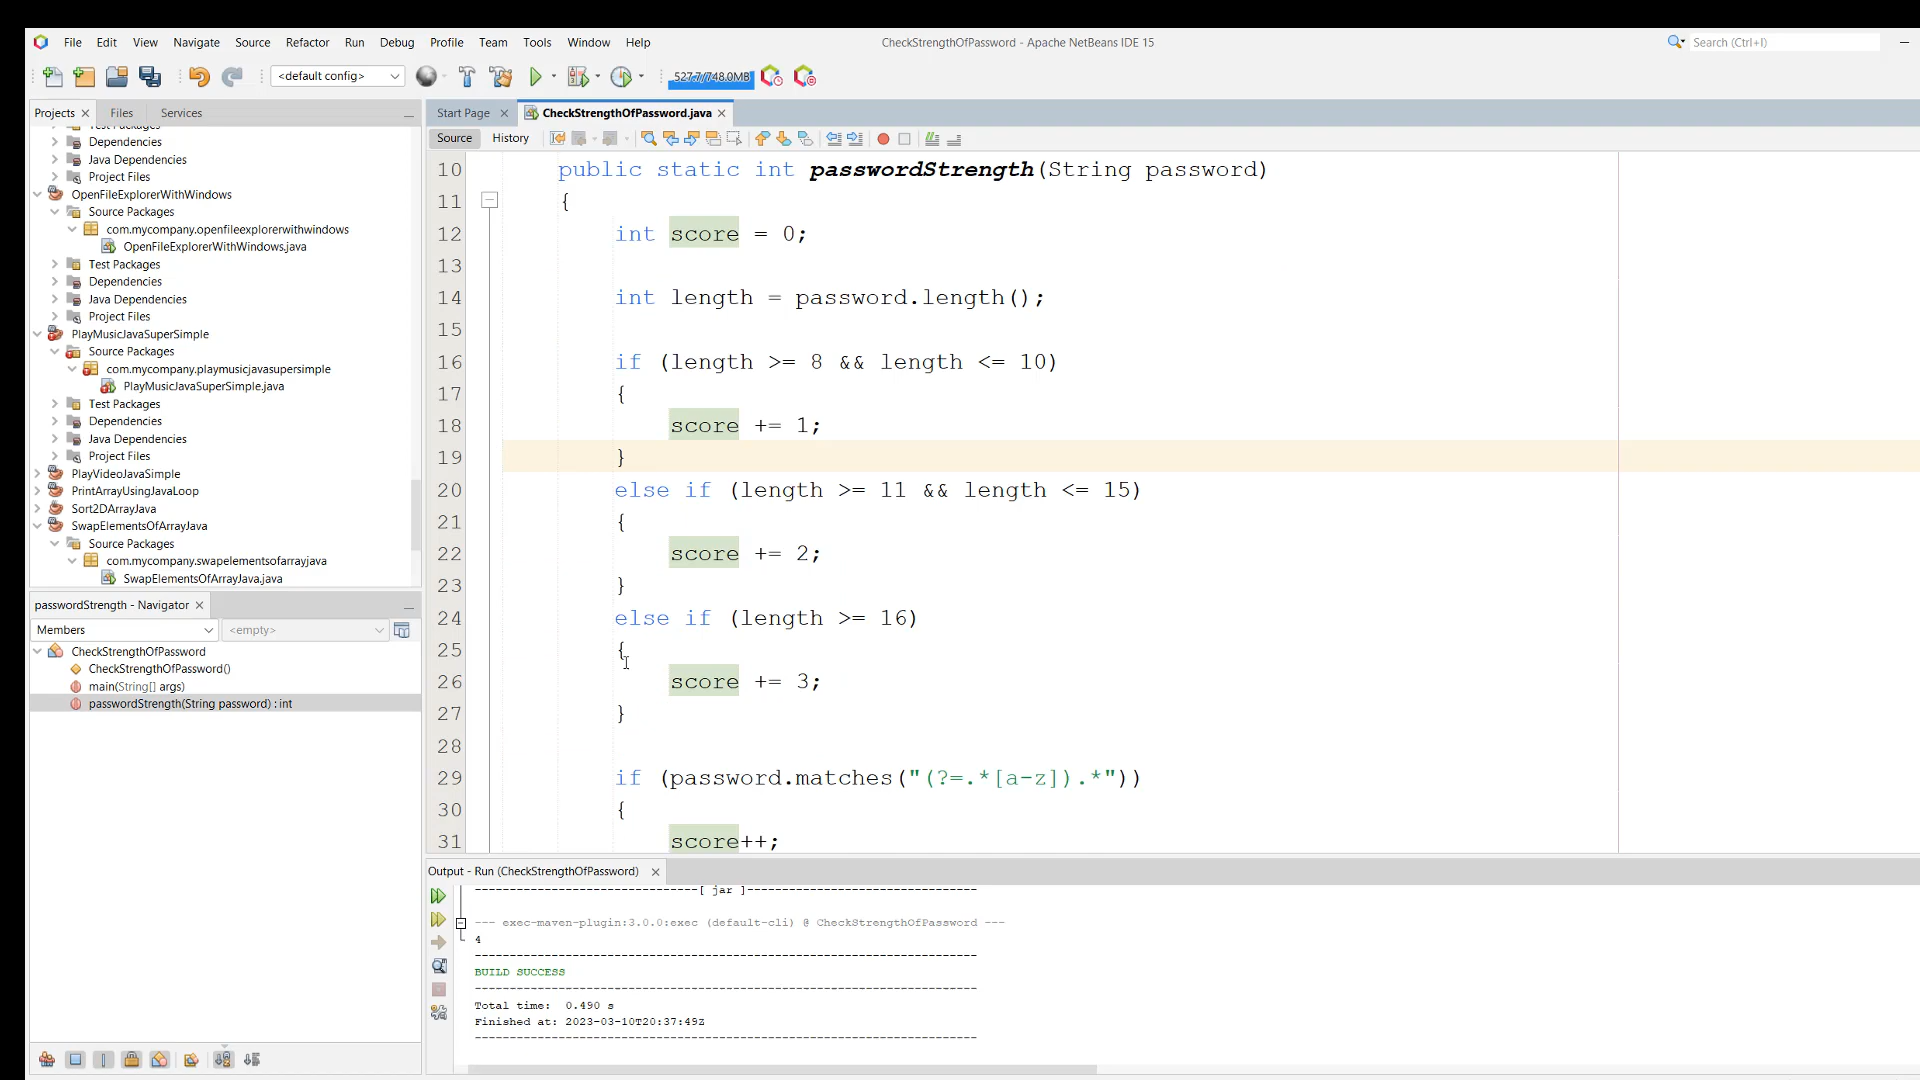 File Edit View Navigate Source Refactor Run Debug Profile Team Tools Window Help
CheckStrengthOfPassword - Apache NetBeans IDE 15
Search (Ctrl+I)
<default config>
527.7/748.0MB
Projects
Files
Services
Test Packages
Dependencies
Java Dependencies
Project Files
OpenFileExplorerWithWindows
Source Packages
com.mycompany.openfileexplorerwithwindows
OpenFileExplorerWithWindows.java
Test Packages
Dependencies
Java Dependencies
Project Files
PlayMusicJavaSuperSimple
Source Packages
com.mycompany.playmusicjavasupersimple
PlayMusicJavaSuperSimple.java
Test Packages
Dependencies
Java Dependencies
Project Files
PlayVideoJavaSimple
PrintArrayUsingJavaLoop
Sort2DArrayJava
SwapElementsOfArrayJava
Source Packages
com.mycompany.swapelementsofarrayjava
SwapElementsOfArrayJava.java
passwordStrength - Navigator
Members
<empty>
CheckStrengthOfPassword
CheckStrengthOfPassword()
main(String[] args)
passwordStrength(String password) : int
Start Page
CheckStrengthOfPassword.java
Source
History
10 public static int passwordStrength(String password)
11 {
12 int score = 0;
13
14 int length = password.length();
15
16 if (length >= 8 && length <= 10)
17 {
18 score += 1;
19 }
20 else if (length >= 11 && length <= 15)
21 {
22 score += 2;
23 }
24 else if (length >= 16)
25 {
26 score += 3;
27 }
28
29 if (password.matches("(?=.*[a-z]).*"))
30 {
31 score++;
Output - Run (CheckStrengthOfPassword)
--------------------------------[ jar ]---------------------------------
--- exec-maven-plugin:3.0.0:exec (default-cli) @ CheckStrengthOfPassword ---
4
------------------------------------------------------------------------
BUILD SUCCESS
------------------------------------------------------------------------
Total time:  0.490 s
Finished at: 2023-03-10T20:37:49Z
------------------------------------------------------------------------